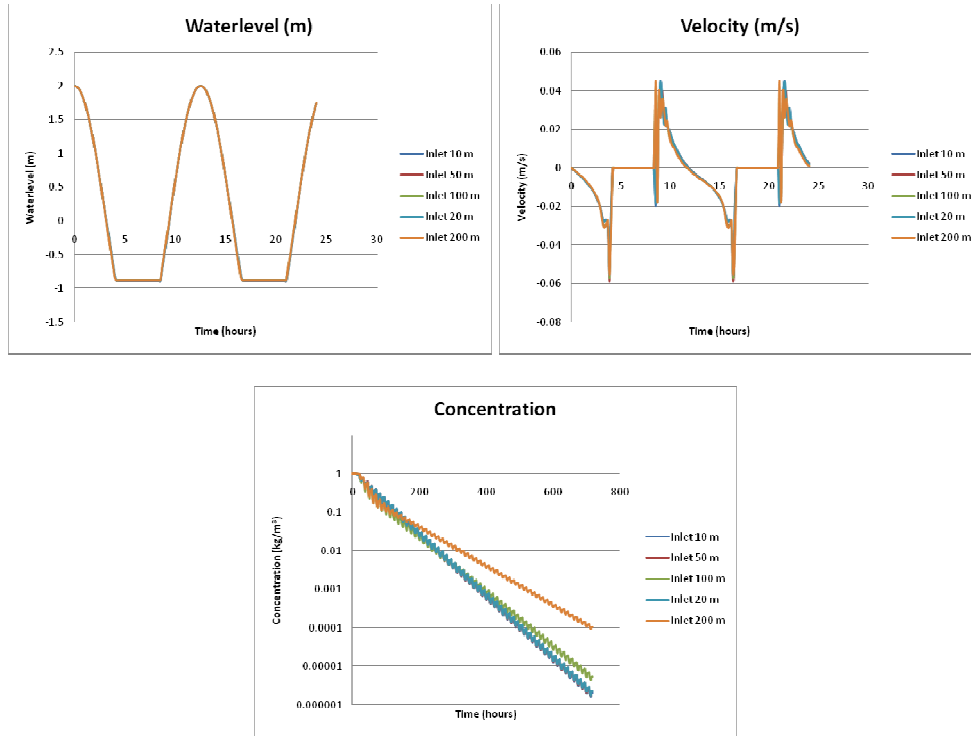 Waterlevel (m)
2.5
2
1.5
1
0.5
0
-0.5
-1
-1.5
0 5 10 15 20 25 30
Waterlevel (m)
Time (hours)
Inlet 10 m
Inlet 50 m
Inlet 100 m
Inlet 20 m
Inlet 200 m
Velocity (m/s)
0.06
0.04
0.02
0
-0.02
-0.04
-0.06
-0.08
0 5 10 15 20 25 30
Velocity (m/s)
Time (hours)
Inlet 10 m
Inlet 50 m
Inlet 100 m
Inlet 20 m
Inlet 200 m
Concentration
1
0.1
0.01
0.001
0.0001
0.00001
0.000001
0 200 400 600 800
Concentration (kg/m³)
Time (hours)
Inlet 10 m
Inlet 50 m
Inlet 100 m
Inlet 20 m
Inlet 200 m